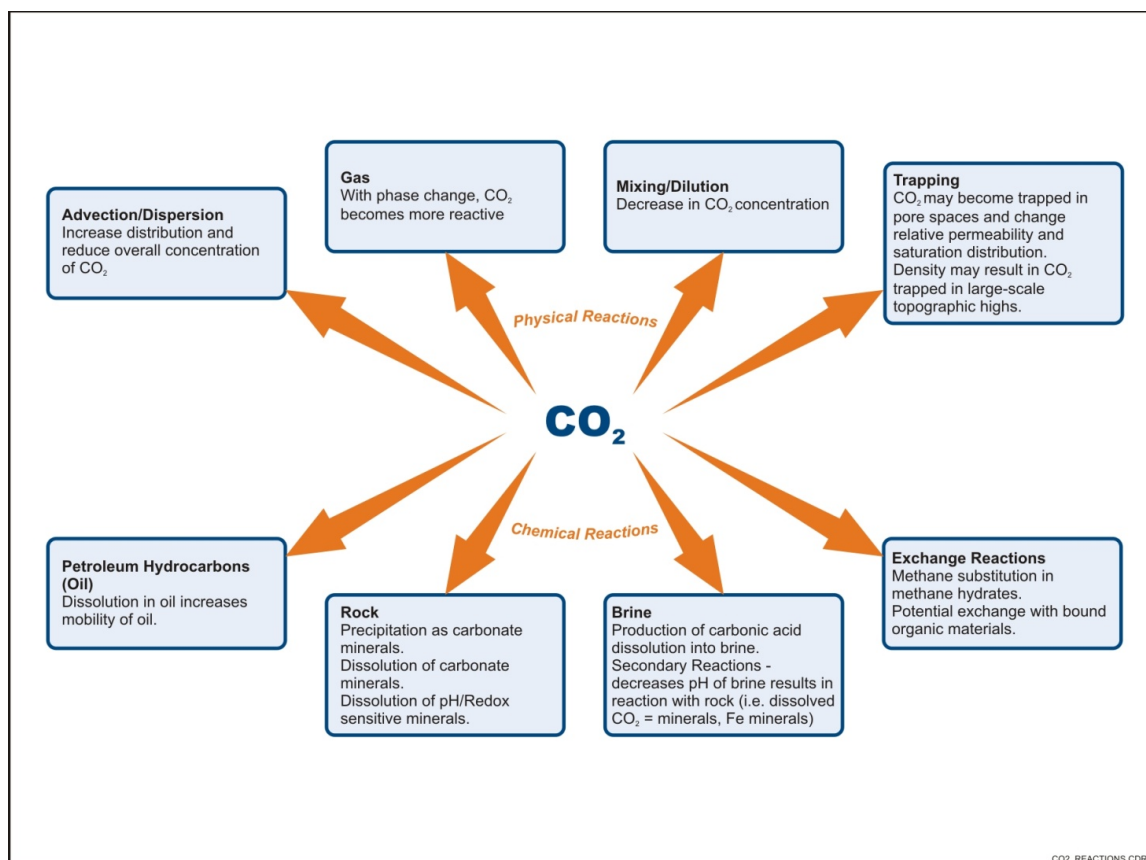 Gas
With phase change, CO₂
becomes more reactive
Mixing/Dilution
Decrease in CO₂ concentration
Trapping
CO₂ may become trapped in
pore spaces and change
relative permeability and
saturation distribution.
Density may result in CO₂
trapped in large-scale
topographic highs.
Advection/Dispersion
Increase distribution and
reduce overall concentration
of CO₂
Physical Reactions
CO₂
Chemical Reactions
Petroleum Hydrocarbons
(Oil)
Dissolution in oil increases
mobility of oil.
Rock
Precipitation as carbonate
minerals.
Dissolution of carbonate
minerals.
Dissolution of pH/Redox
sensitive minerals.
Brine
Production of carbonic acid
dissolution into brine.
Secondary Reactions -
decreases pH of brine results in
reaction with rock (i.e. dissolved
CO₂ = minerals, Fe minerals)
Exchange Reactions
Methane substitution in
methane hydrates.
Potential exchange with bound
organic materials.
CO2_REACTIONS.CDR